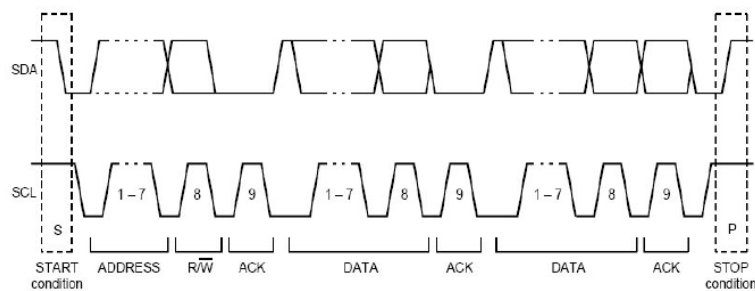 SDA
SCL
1 – 7 8 9 1 – 7 8 9 1 – 7 8 9
S P
START condition ADDRESS R/W̅ ACK DATA ACK DATA ACK STOP condition